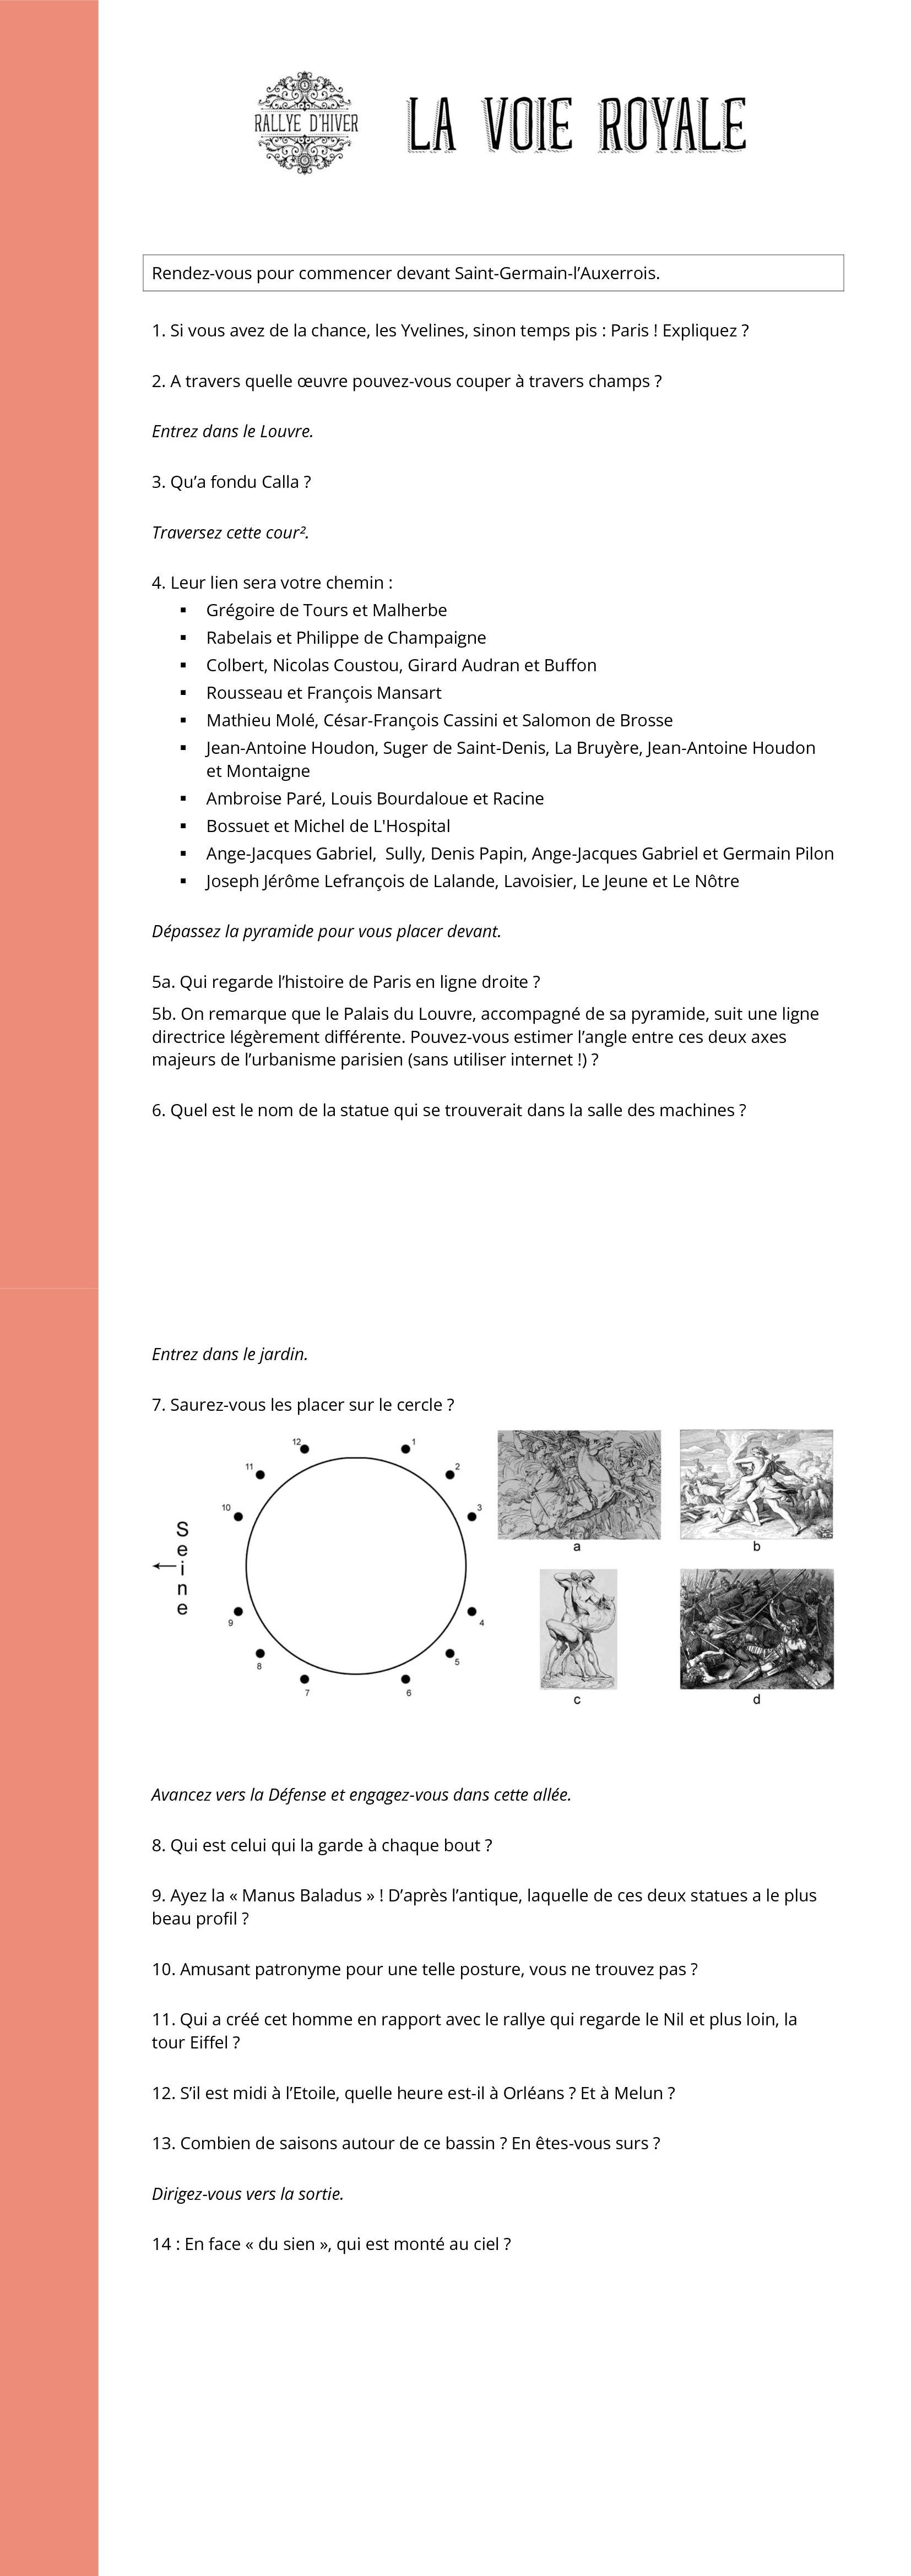 RALLYE D'HIVER
LA VOIE ROYALE
Rendez-vous pour commencer devant Saint-Germain-l’Auxerrois.
1. Si vous avez de la chance, les Yvelines, sinon temps pis : Paris ! Expliquez ?
2. A travers quelle œuvre pouvez-vous couper à travers champs ?
Entrez dans le Louvre.
3. Qu’a fondu Calla ?
Traversez cette cour².
4. Leur lien sera votre chemin :
▪ Grégoire de Tours et Malherbe
▪ Rabelais et Philippe de Champaigne
▪ Colbert, Nicolas Coustou, Girard Audran et Buffon
▪ Rousseau et François Mansart
▪ Mathieu Molé, César-François Cassini et Salomon de Brosse
▪ Jean-Antoine Houdon, Suger de Saint-Denis, La Bruyère, Jean-Antoine Houdon
et Montaigne
▪ Ambroise Paré, Louis Bourdaloue et Racine
▪ Bossuet et Michel de L'Hospital
▪ Ange-Jacques Gabriel, Sully, Denis Papin, Ange-Jacques Gabriel et Germain Pilon
▪ Joseph Jérôme Lefrançois de Lalande, Lavoisier, Le Jeune et Le Nôtre
Dépassez la pyramide pour vous placer devant.
5a. Qui regarde l’histoire de Paris en ligne droite ?
5b. On remarque que le Palais du Louvre, accompagné de sa pyramide, suit une ligne
directrice légèrement différente. Pouvez-vous estimer l’angle entre ces deux axes
majeurs de l’urbanisme parisien (sans utiliser internet !) ?
6. Quel est le nom de la statue qui se trouverait dans la salle des machines ?
Entrez dans le jardin.
7. Saurez-vous les placer sur le cercle ?
12
1
11
2
10
3
Seine
9
4
8
5
7
6
a
b
c
d
Avancez vers la Défense et engagez-vous dans cette allée.
8. Qui est celui qui la garde à chaque bout ?
9. Ayez la « Manus Baladus » ! D’après l’antique, laquelle de ces deux statues a le plus
beau profil ?
10. Amusant patronyme pour une telle posture, vous ne trouvez pas ?
11. Qui a créé cet homme en rapport avec le rallye qui regarde le Nil et plus loin, la
tour Eiffel ?
12. S’il est midi à l’Etoile, quelle heure est-il à Orléans ? Et à Melun ?
13. Combien de saisons autour de ce bassin ? En êtes-vous surs ?
Dirigez-vous vers la sortie.
14 : En face « du sien », qui est monté au ciel ?